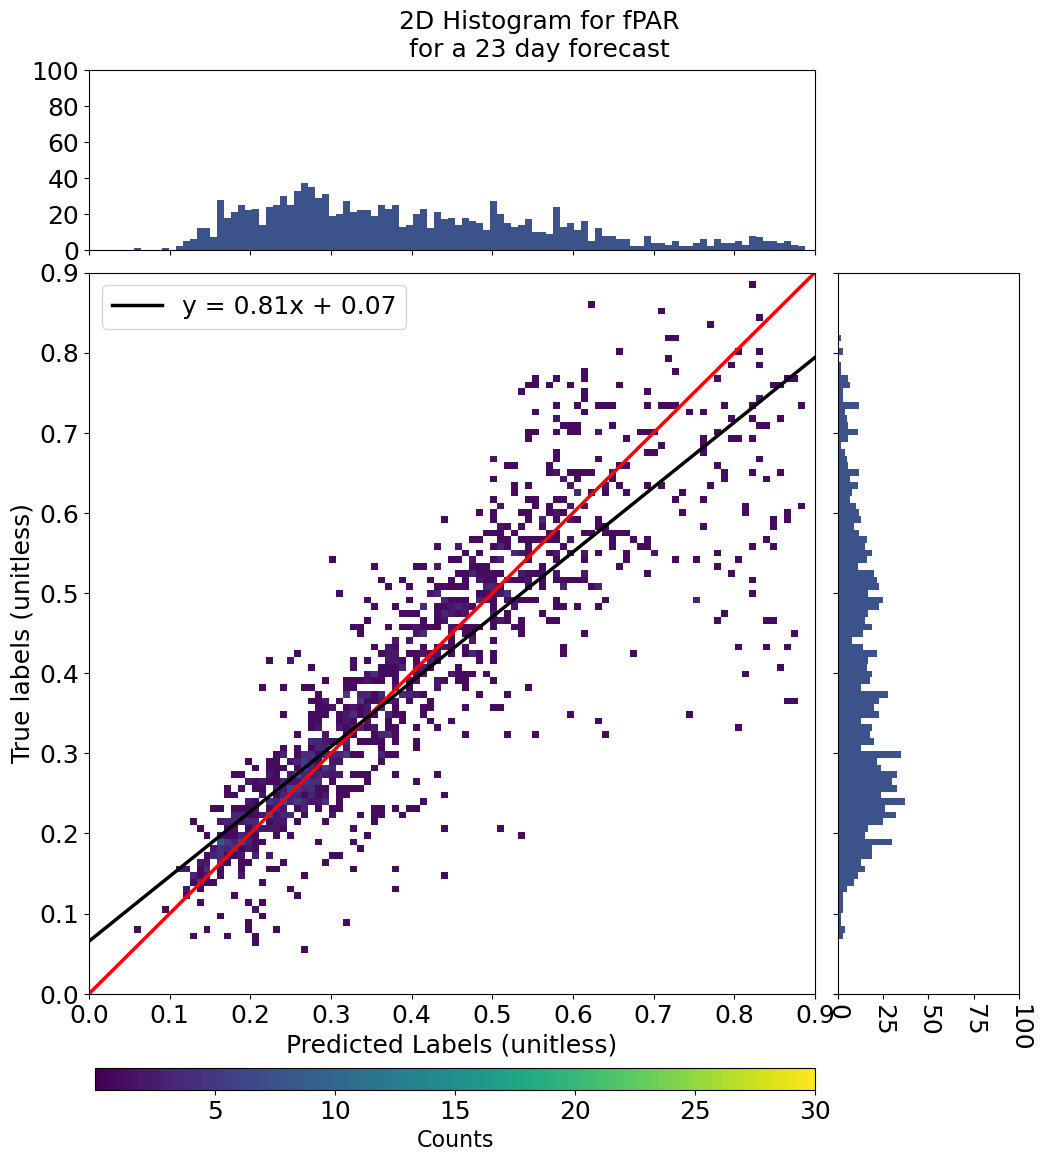 2D Histogram for fPAR
for a 23 day forecast
100
80
60
40
20
0
0.9
0.8
0.7
0.6
0.5
0.4
0.3
0.2
0.1
0.0
y = 0.81x + 0.07
True labels (unitless)
0.0 0.1 0.2 0.3 0.4 0.5 0.6 0.7 0.8 0.9
Predicted Labels (unitless)
0 25 50 75 100
5 10 15 20 25 30
Counts